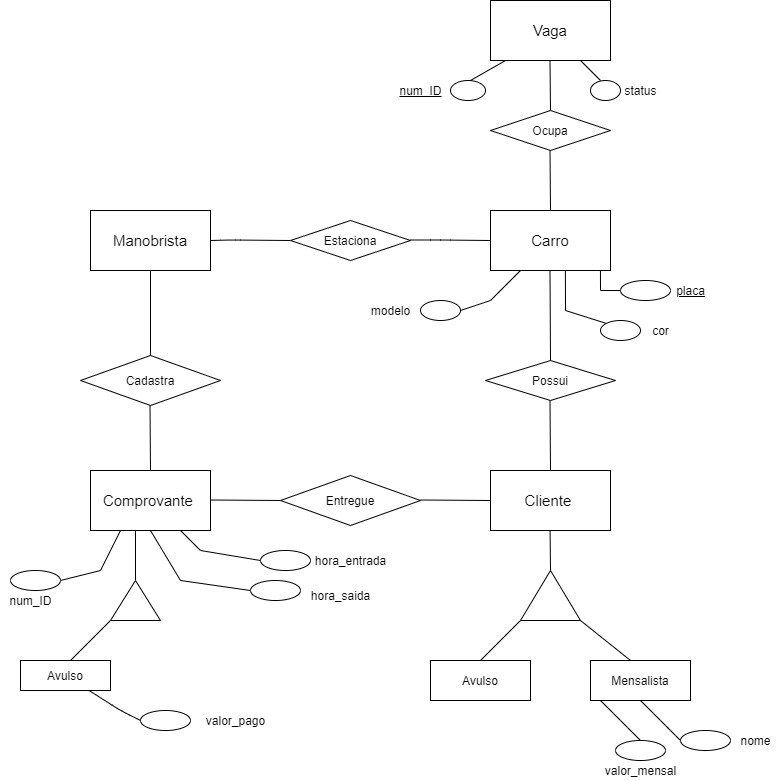 Vaga
num_ID
status
Ocupa
Manobrista
Estaciona
Carro
placa
modelo
cor
Cadastra
Possui
Comprovante
Entregue
Cliente
hora_entrada
hora_saida
num_ID
Avulso
Avulso
Mensalista
valor_pago
nome
valor_mensal